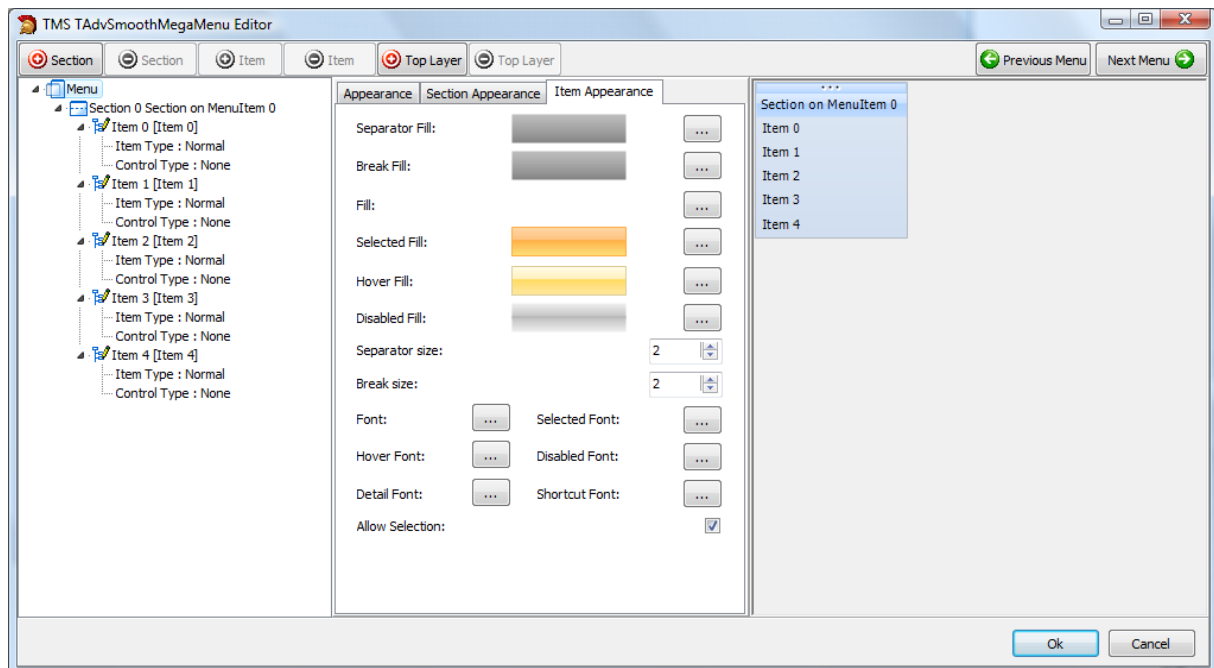 TMS TAdvSmoothMegaMenu Editor
Section Section Item Item Top Layer Top Layer Previous Menu Next Menu
Menu
Section 0 Section on MenuItem 0
Item 0 [Item 0]
Item Type : Normal
Control Type : None
Item 1 [Item 1]
Item Type : Normal
Control Type : None
Item 2 [Item 2]
Item Type : Normal
Control Type : None
Item 3 [Item 3]
Item Type : Normal
Control Type : None
Item 4 [Item 4]
Item Type : Normal
Control Type : None
Appearance Section Appearance Item Appearance
Separator Fill: ...
Break Fill: ...
Fill: ...
Selected Fill: ...
Hover Fill: ...
Disabled Fill: ...
Separator size: 2
Break size: 2
Font: ... Selected Font: ...
Hover Font: ... Disabled Font: ...
Detail Font: ... Shortcut Font: ...
Allow Selection:
Section on MenuItem 0
Item 0
Item 1
Item 2
Item 3
Item 4
Ok Cancel